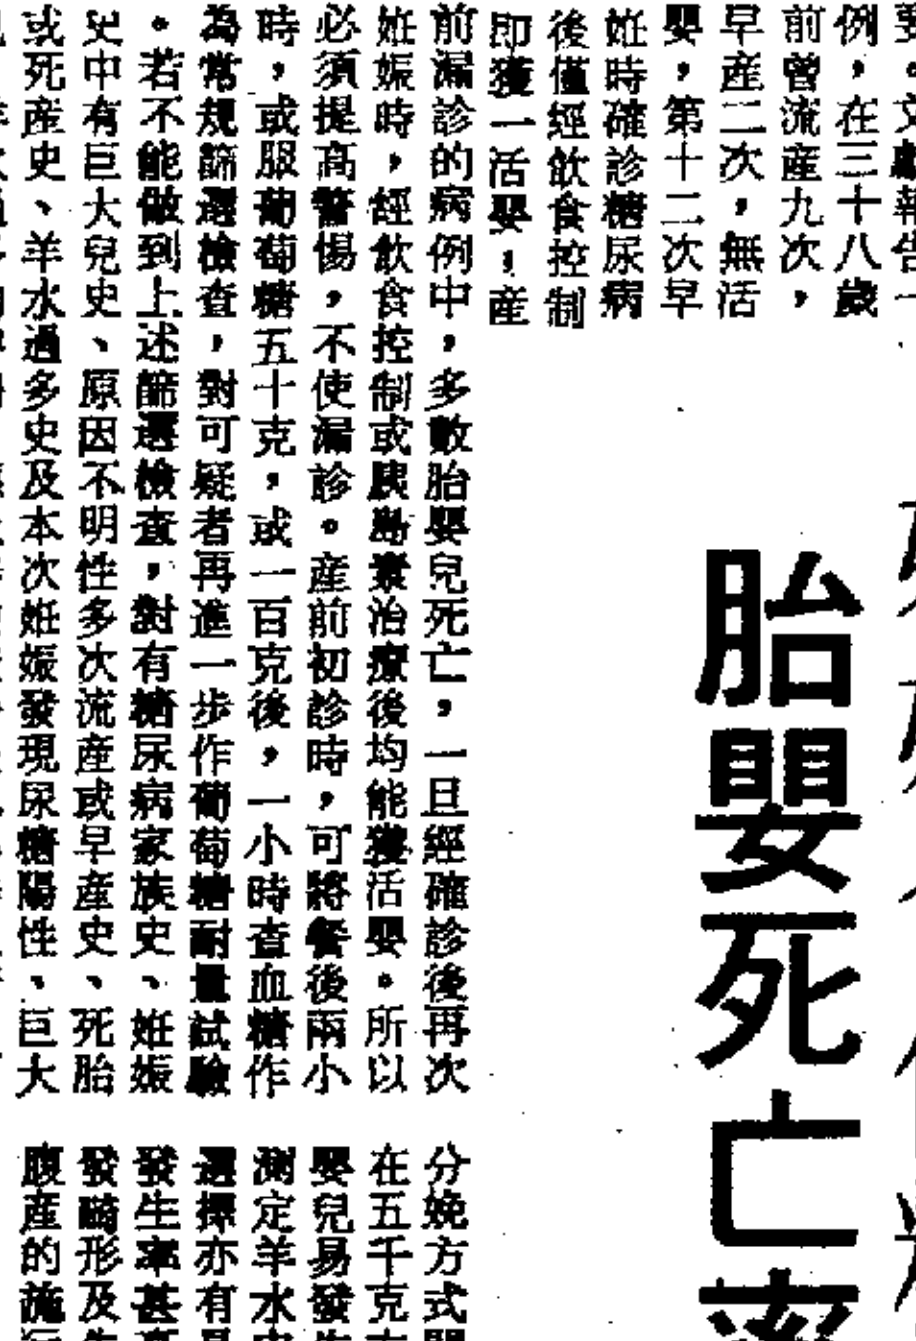 胎嬰死亡率
要。文獻報告一
例，在三十八歲
前曾流產九次，
早產二次，無活
嬰，第十二次早
姙時確診糖尿病
後僅經飲食控制
即獲一活嬰，產
前漏診的病例中，多數胎嬰兒死亡，一旦經確診後再次
姙娠時，經飲食控制或胰島素治療後均能獲活嬰。所以
必須提高警惕，不使漏診。產前初診時，可將餐後兩小
時，或服葡萄糖五十克，或一百克後，一小時查血糖作
為常規篩選檢查，對可疑者再進一步作葡萄糖耐量試驗
。若不能做到上述篩選檢查，對有糖尿病家族史、姙娠
史中有巨大兒史、原因不明性多次流產或早產史、死胎
或死產史、羊水過多史及本次姙娠發現尿糖陽性、巨大
分娩方式
在五千克
嬰兒易發生
測定羊水
選擇亦有
發生率甚高
發畸形及
腹產的施